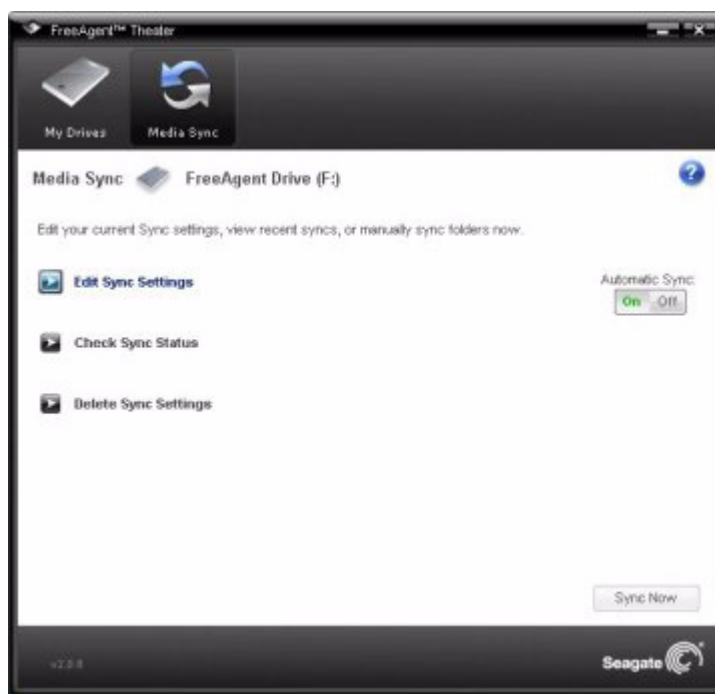 FreeAgent™ Theater
My Drives Media Sync
Media Sync FreeAgent Drive (F:)
?
Edit your current Sync settings, view recent syncs, or manually sync folders now.
Edit Sync Settings
Automatic Sync:
On Off
Check Sync Status
Delete Sync Settings
Sync Now
Seagate